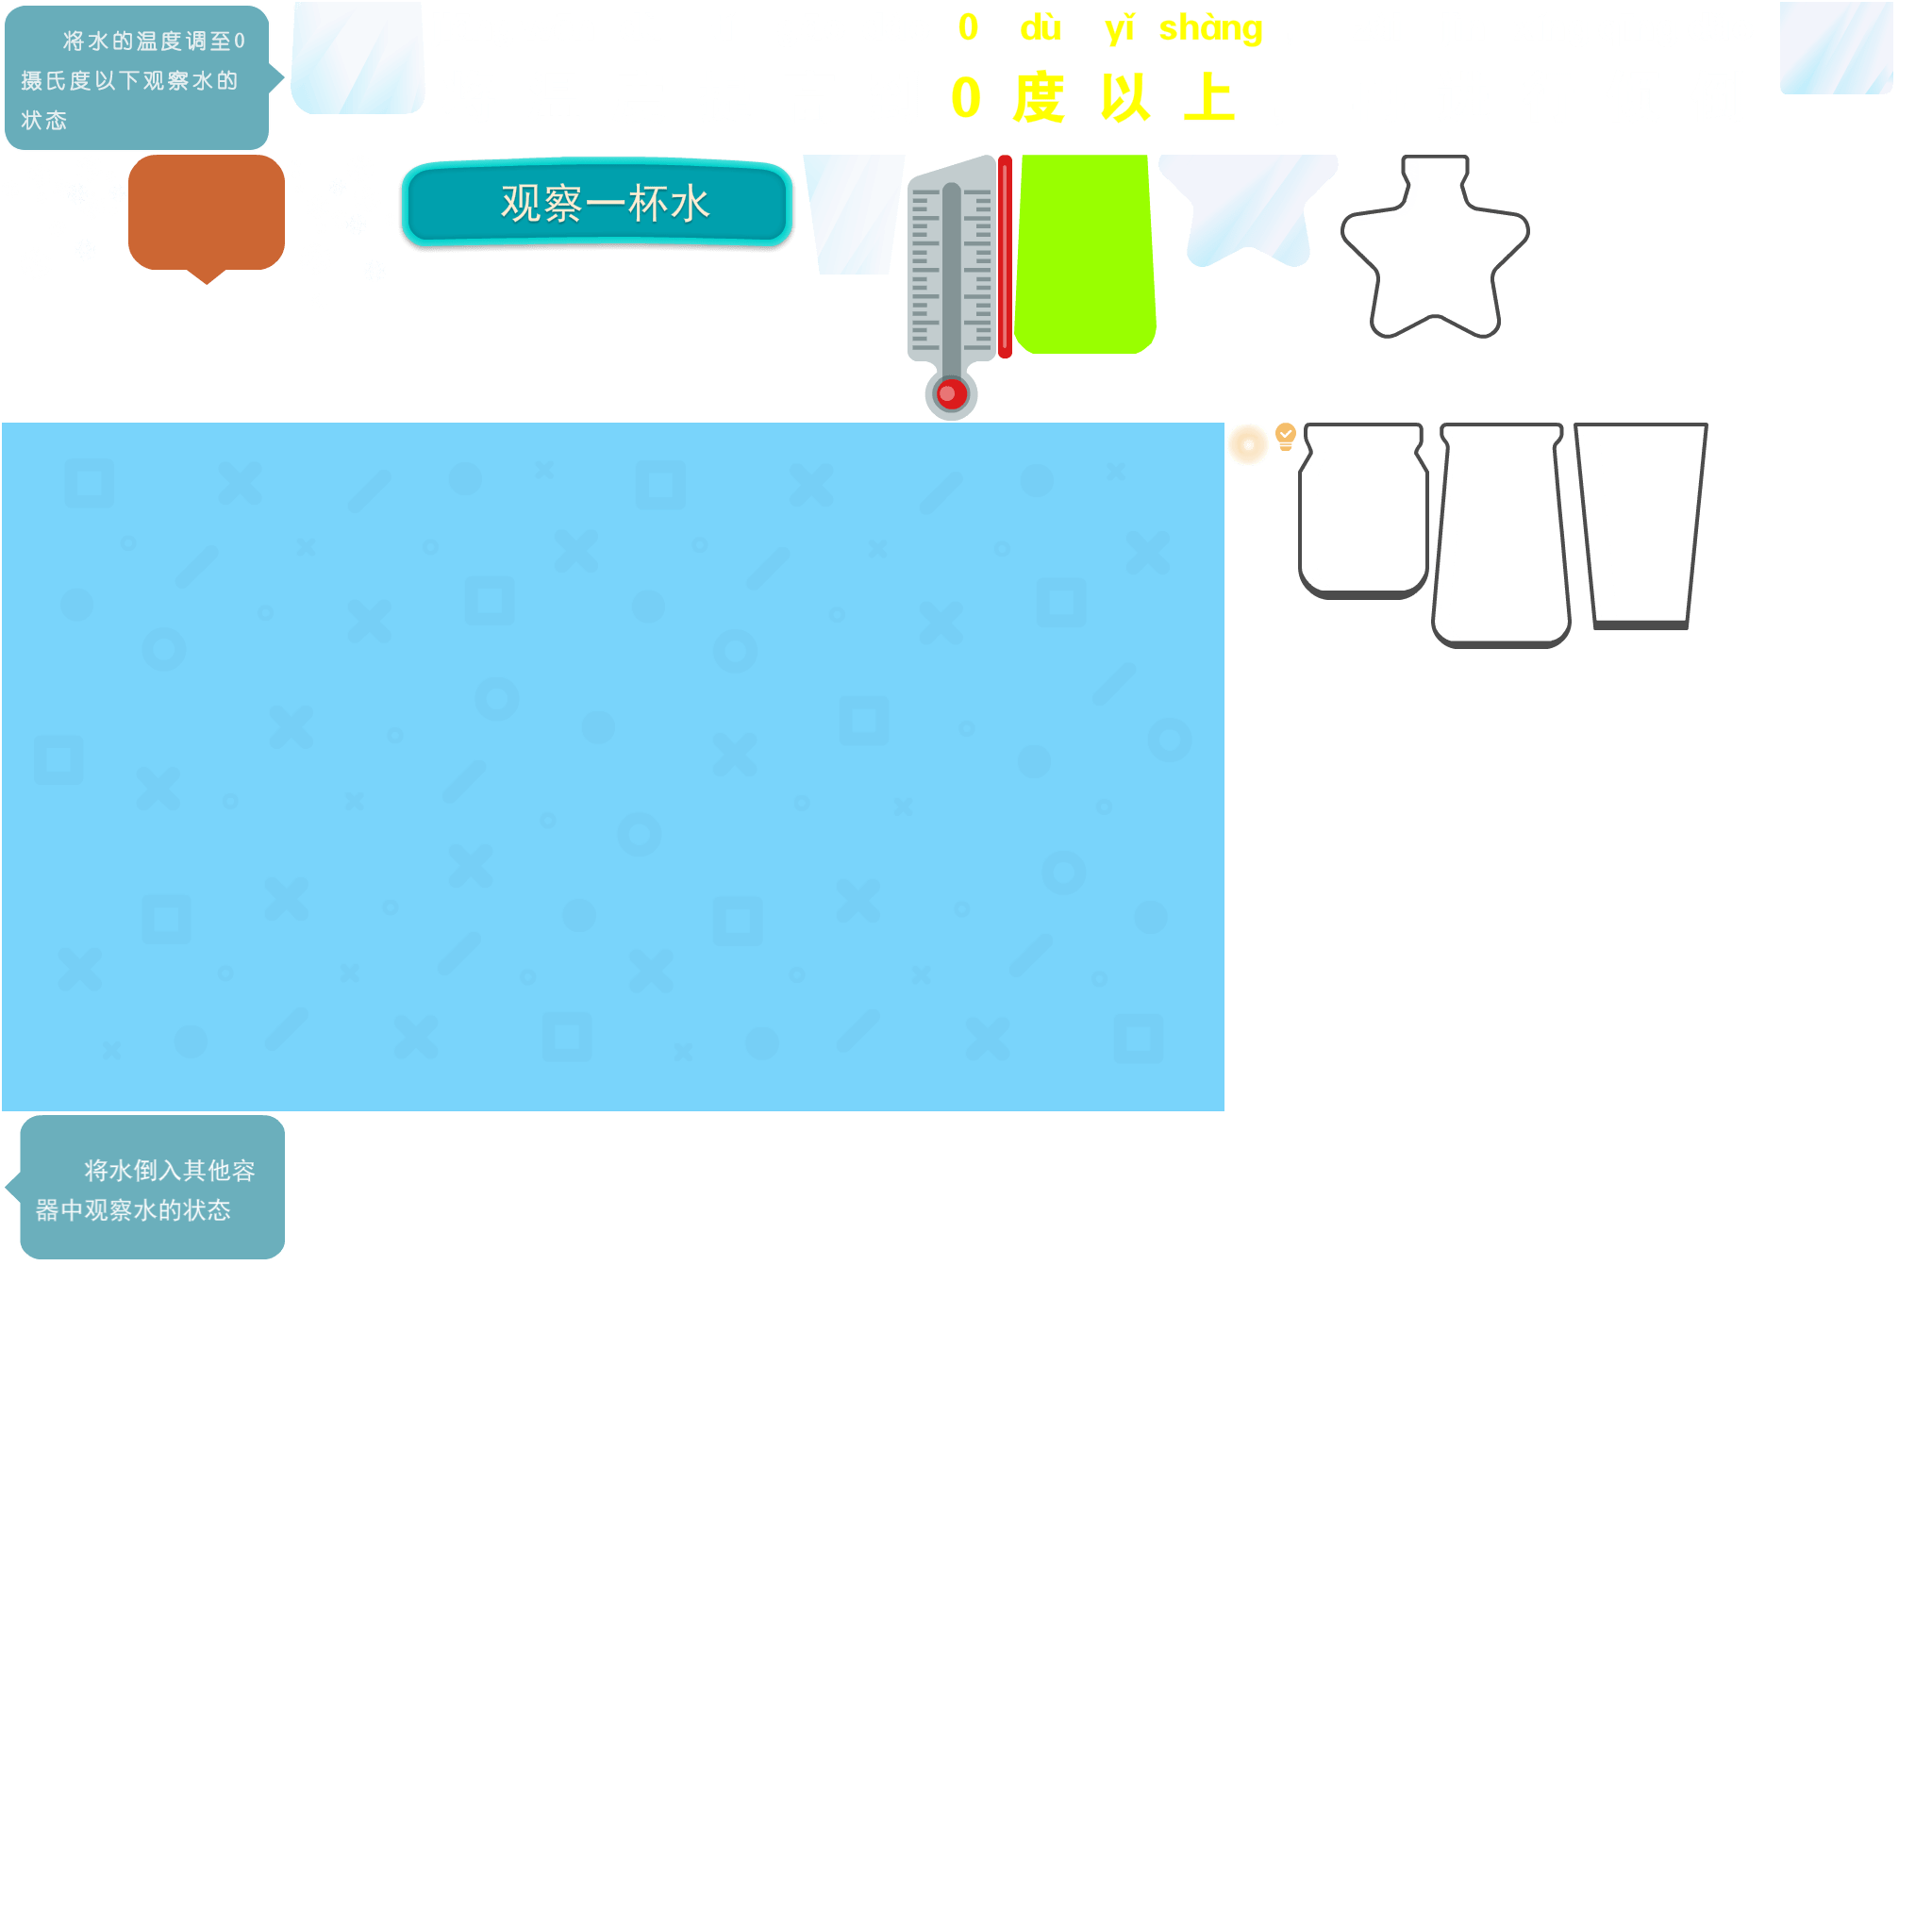 将水的温度调至0
摄氏度以下观察水的
状态
0 dù yǐ shàng
0 度 以 上
观察一杯水
将水倒入其他容
器中观察水的状态